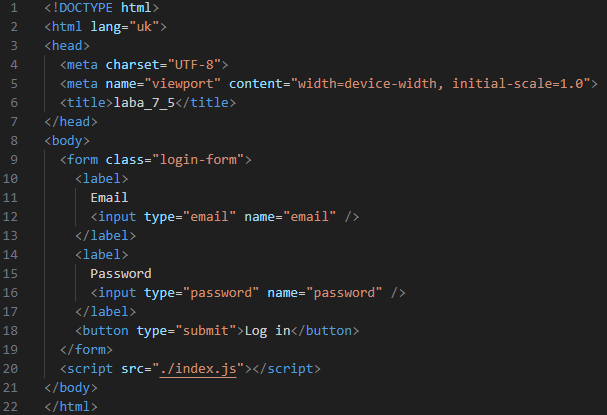 1 <!DOCTYPE html>
2 <html lang="uk">
3 <head>
4   <meta charset="UTF-8">
5   <meta name="viewport" content="width=device-width, initial-scale=1.0">
6   <title>laba_7_5</title>
7 </head>
8 <body>
9   <form class="login-form">
10     <label>
11       Email
12       <input type="email" name="email" />
13     </label>
14     <label>
15       Password
16       <input type="password" name="password" />
17     </label>
18     <button type="submit">Log in</button>
19   </form>
20   <script src="./index.js"></script>
21 </body>
22 </html>